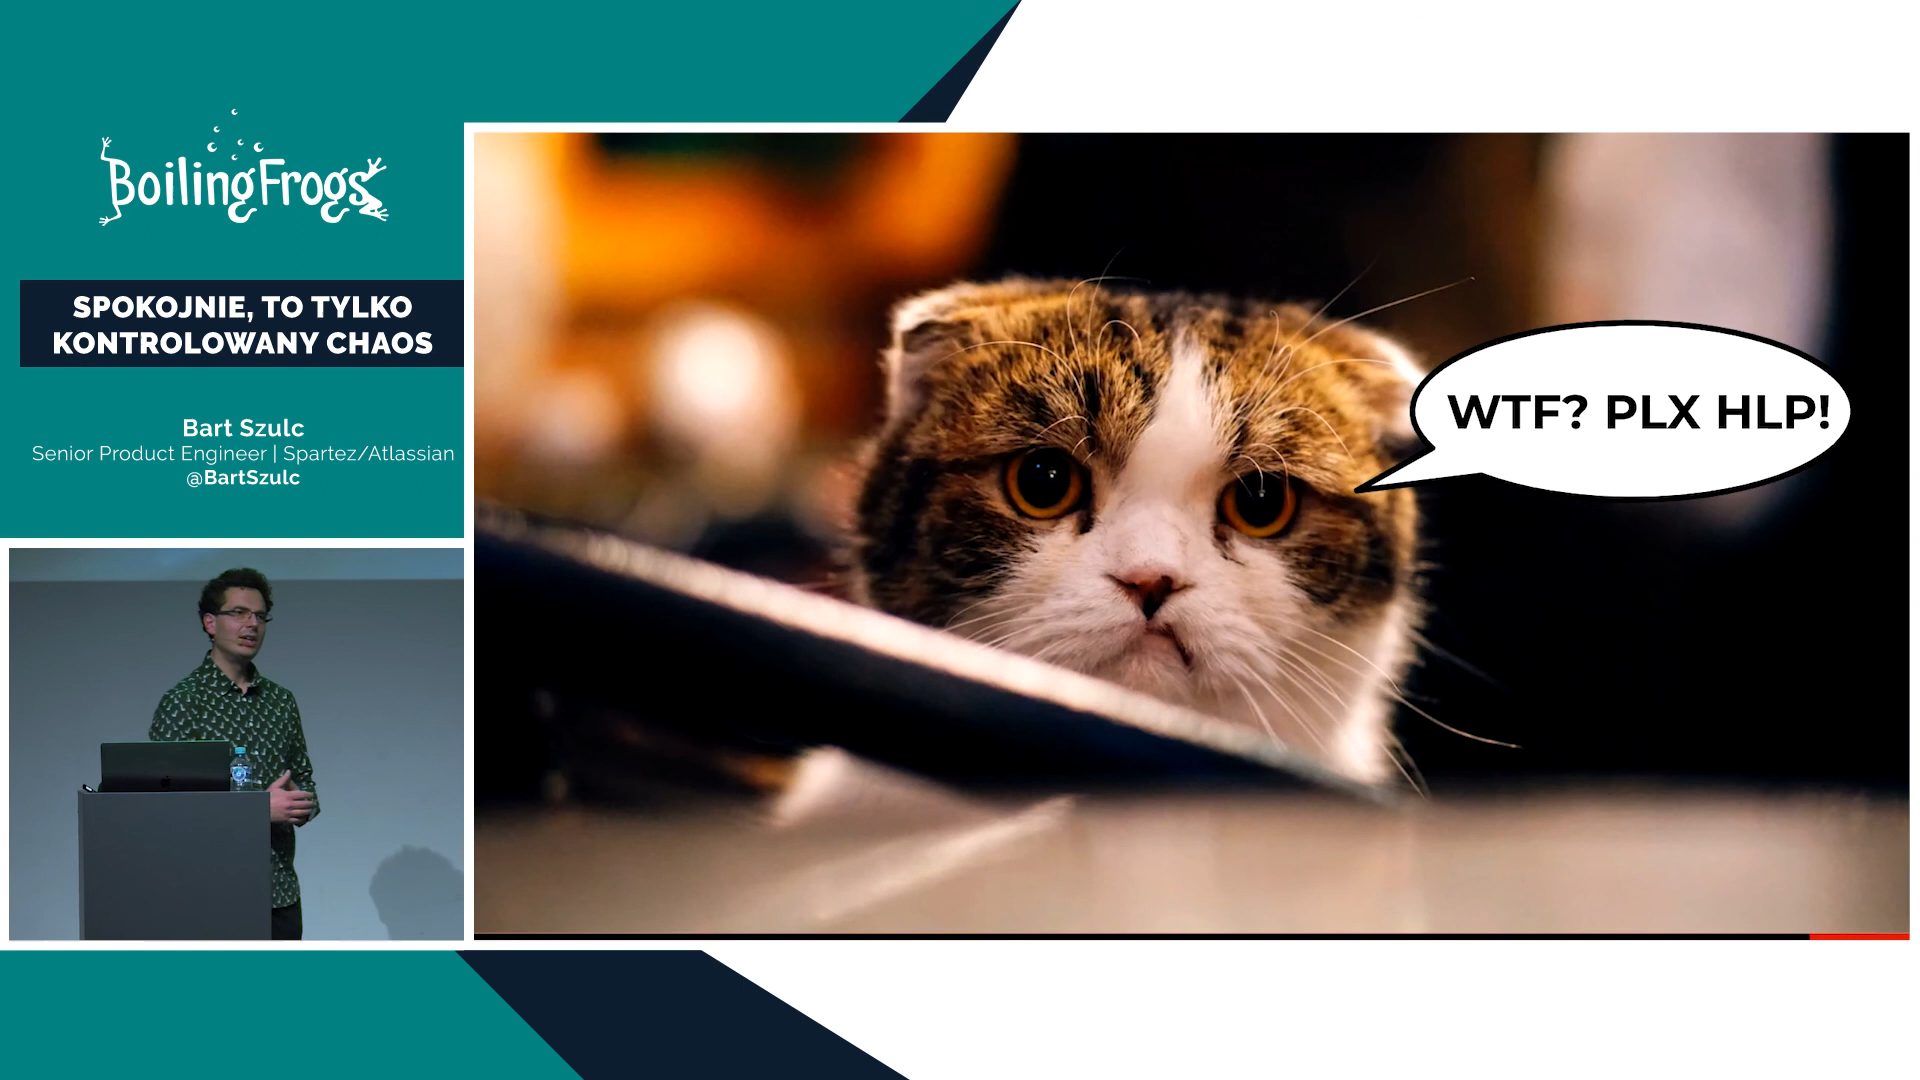 BoilingFrogs
SPOKOJNIE, TO TYLKO
KONTROLOWANY CHAOS
Bart Szulc
Senior Product Engineer | Spartez/Atlassian
@BartSzulc
WTF? PLX HLP!